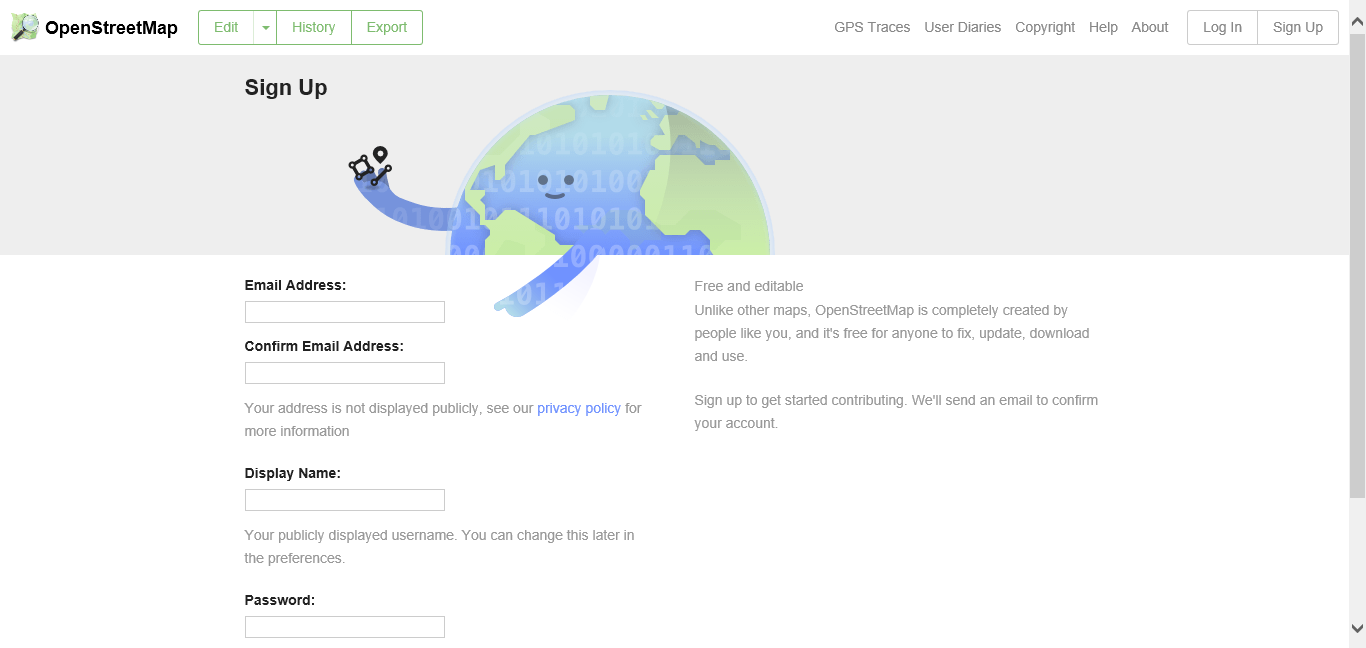 OpenStreetMap Edit History Export GPS Traces User Diaries Copyright Help About Log In Sign Up
Sign Up
Email Address:
Confirm Email Address:
Your address is not displayed publicly, see our privacy policy for
more information
Display Name:
Your publicly displayed username. You can change this later in
the preferences.
Password:
Free and editable
Unlike other maps, OpenStreetMap is completely created by
people like you, and it's free for anyone to fix, update, download
and use.
Sign up to get started contributing. We'll send an email to confirm
your account.